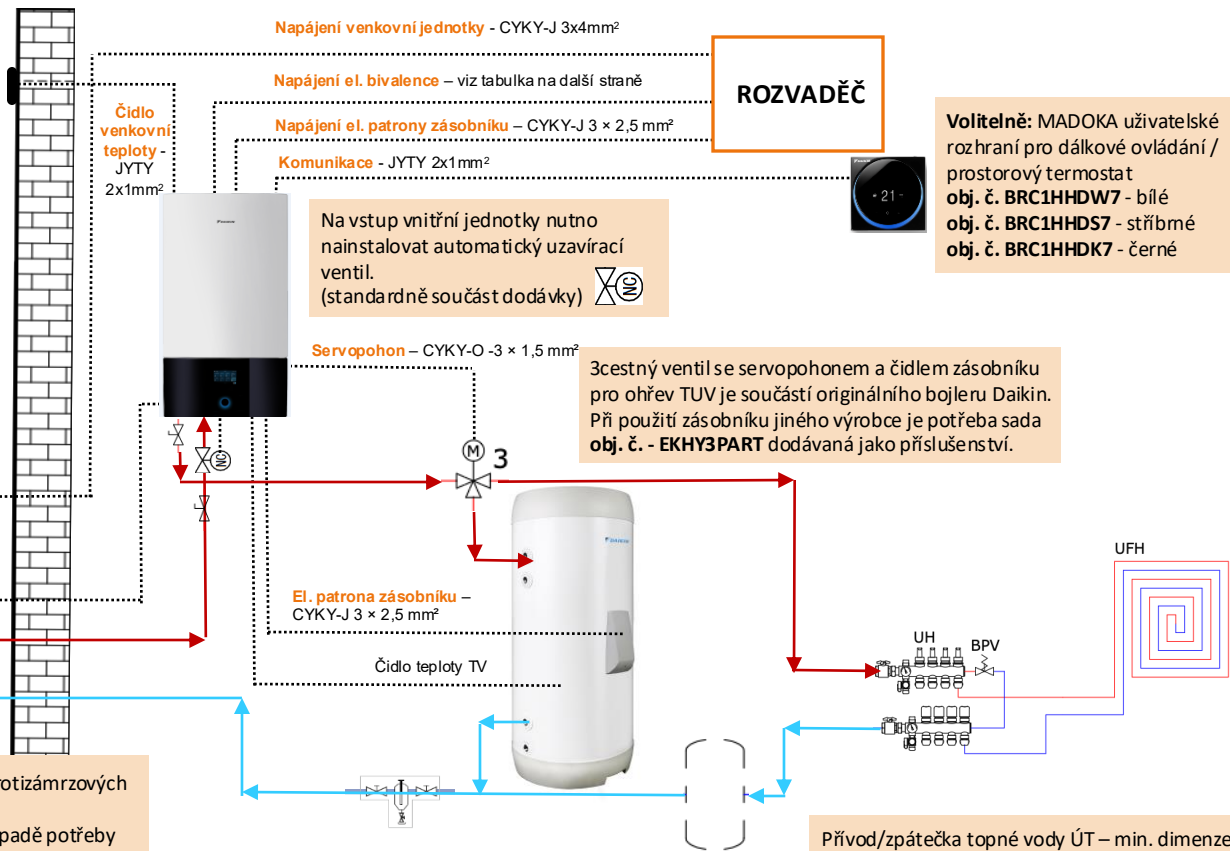 Napájení venkovní jednotky - CYKY-J 3x4mm²
Napájení el. bivalence – viz tabulka na další straně
Napájení el. patrony zásobníku – CYKY-J 3 × 2,5 mm²
Komunikace - JYTY 2x1mm²
ROZVADĚČ
Čidlo
venkovní
teploty -
JYTY
2x1mm²
Volitelně: MADOKA uživatelské
rozhraní pro dálkové ovládání /
prostorový termostat
obj. č. BRC1HHDW7 - bílé
obj. č. BRC1HHDS7 - stříbrné
obj. č. BRC1HHDK7 - černé
21
DAIKIN
Na vstup vnitřní jednotky nutno
nainstalovat automatický uzavírací
ventil.
(standardně součást dodávky)
NC
Servopohon – CYKY-O -3 × 1,5 mm²
3cestný ventil se servopohonem a čidlem zásobníku
pro ohřev TUV je součástí originálního bojleru Daikin.
Při použití zásobníku jiného výrobce je potřeba sada
obj. č. - EKHY3PART dodávaná jako příslušenství.
NC
M
3
DAIKIN
El. patrona zásobníku –
CYKY-J 3 × 2,5 mm²
Čidlo teploty TV
UFH
UH
BPV
rotizámrzových
padě potřeby
Přívod/zpátečka topné vody ÚT – min. dimenze